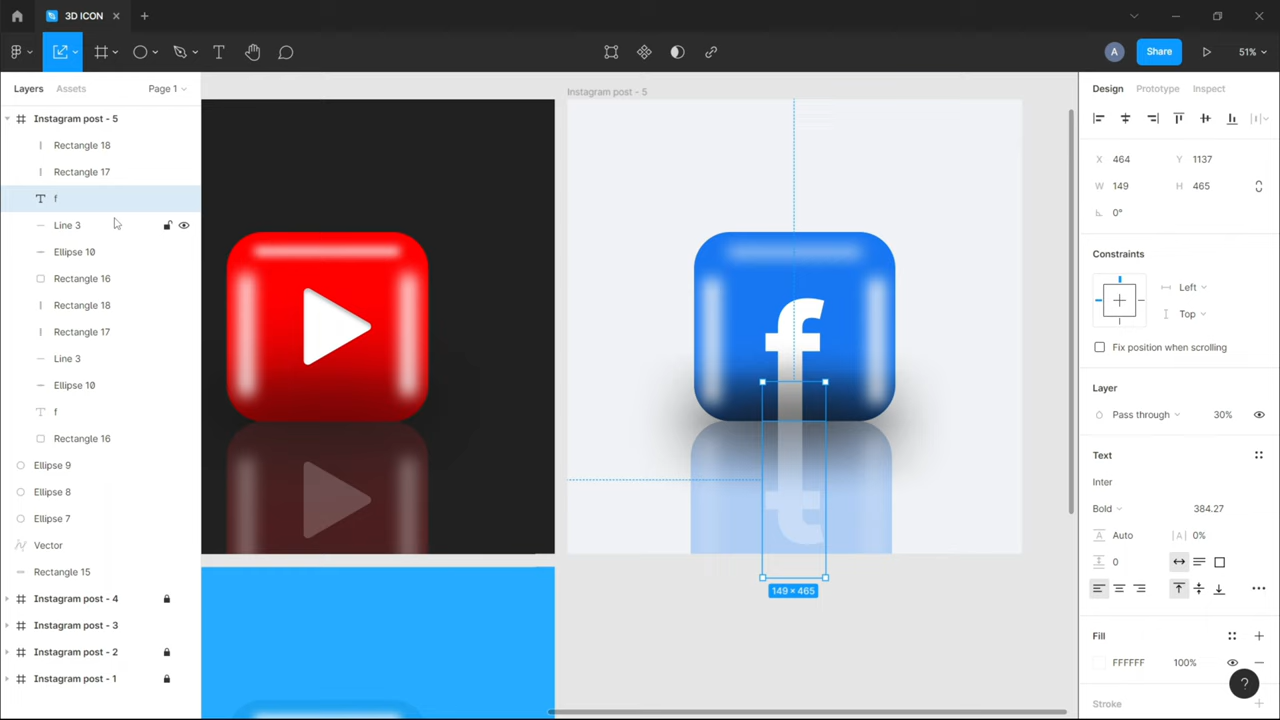 3D ICON
A
Share
51%
Layers
Assets
Page 1
Instagram post - 5
Rectangle 18
Rectangle 17
T f
Line 3
Ellipse 10
Rectangle 16
Rectangle 18
Rectangle 17
Line 3
Ellipse 10
T f
Rectangle 16
Ellipse 9
Ellipse 8
Ellipse 7
Vector
Rectangle 15
Instagram post - 4
Instagram post - 3
Instagram post - 2
Instagram post - 1
Instagram post - 5
f
149 × 465
Design
Prototype
Inspect
X 464
Y 1137
W 149
H 465
0°
Constraints
Left
Top
Fix position when scrolling
Layer
Pass through
30%
Text
Inter
Bold
384.27
A Auto
|A| 0%
0
Fill
FFFFFF
100%
?
Stroke